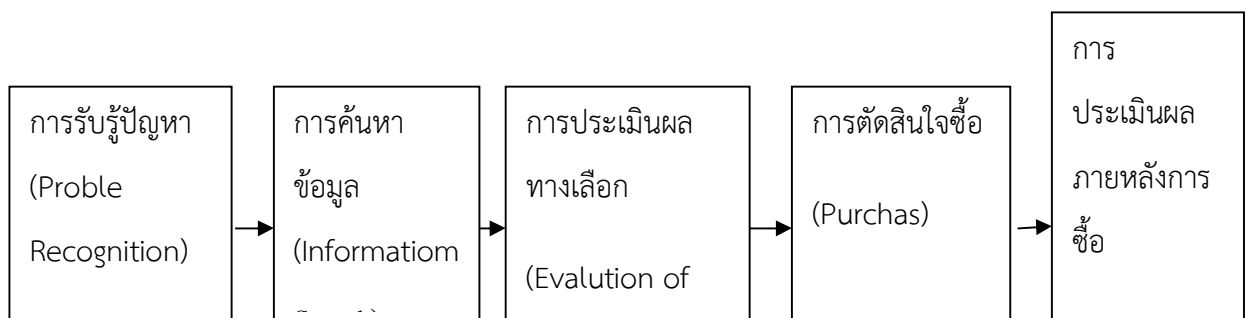 การรับรู้ปัญหา
(Proble
Recognition)
การค้นหา
ข้อมูล
(Informatiom
การประเมินผล
ทางเลือก
(Evalution of
การตัดสินใจซื้อ
(Purchas)
การ
ประเมินผล
ภายหลังการ
ซื้อ